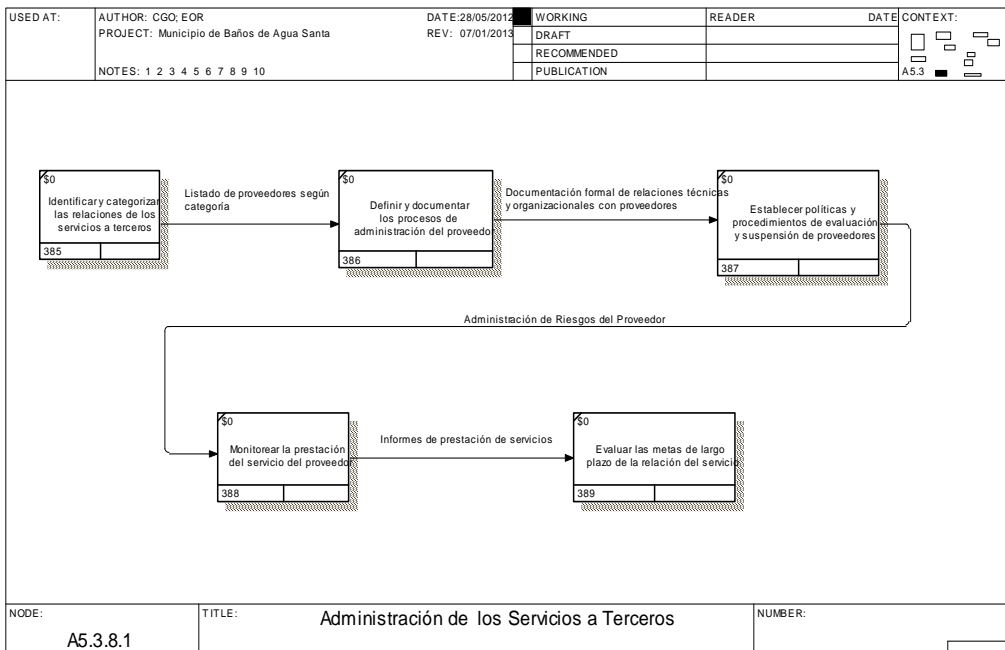 USED AT:
AUTHOR: CGO; EOR
DATE:28/05/2012
WORKING
READER
DATE
CONTEXT:
PROJECT: Municipio de Baños de Agua Santa
REV: 07/01/2013
DRAFT
RECOMMENDED
NOTES: 1 2 3 4 5 6 7 8 9 10
PUBLICATION
A5.3
$0
Identificar y categorizar
las relaciones de los
servicios a terceros
385
Listado de proveedores según
categoría
$0
Definir y documentar
los procesos de
administración del proveedor
386
Documentación formal de relaciones técnicas
y organizacionales con proveedores
$0
Establecer políticas y
procedimientos de evaluación
y suspensión de proveedores
387
Administración de Riesgos del Proveedor
$0
Monitorear la prestación
del servicio del proveedor
388
Informes de prestación de servicios
$0
Evaluar las metas de largo
plazo de la relación del servicio
389
NODE:
A5.3.8.1
TITLE:
Administración de los Servicios a Terceros
NUMBER: